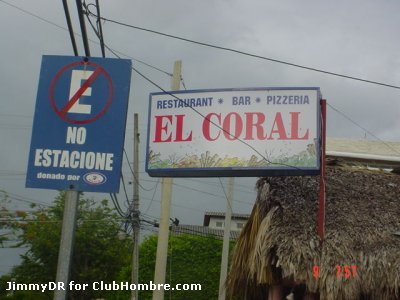 E
NO
ESTACIONE
donado por
RESTAURANT * BAR * PIZZERIA
EL CORAL
JimmyDR for ClubHombre.com